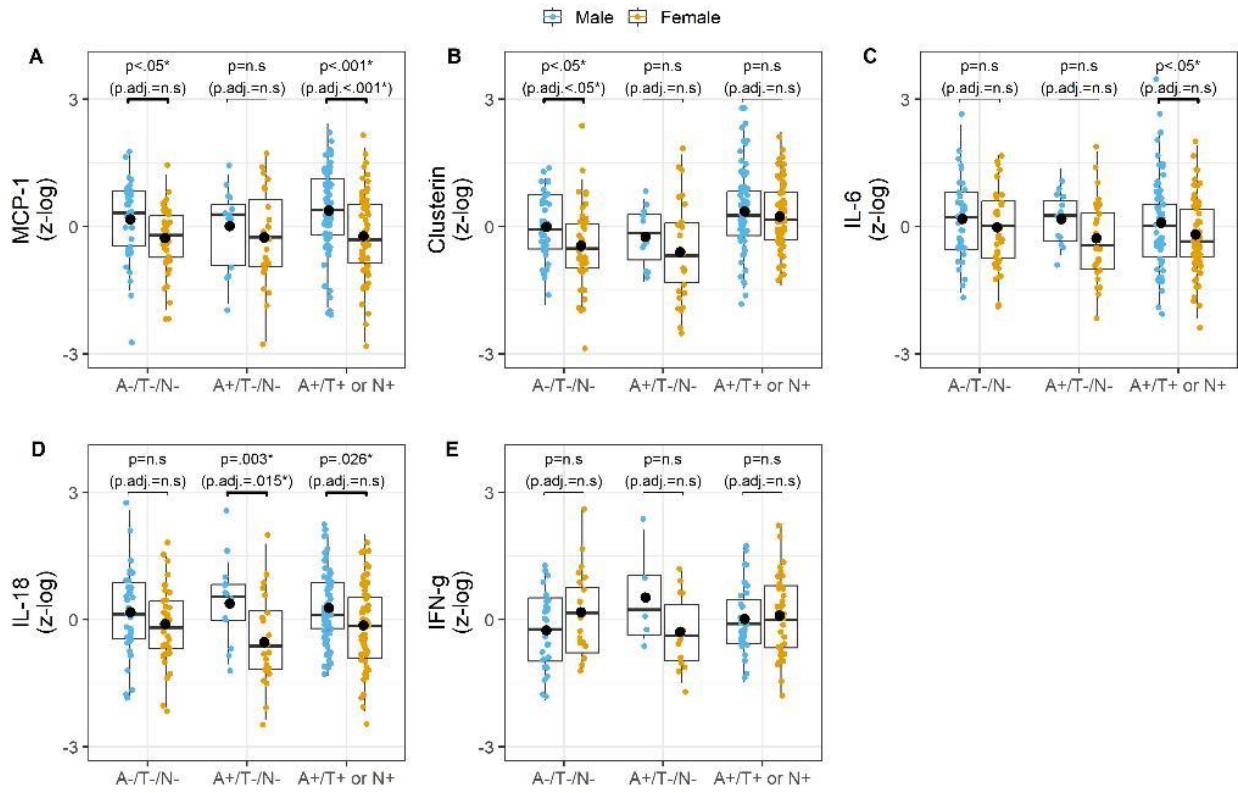 Male Female
A
p<.05* p=n.s p<.001*
(p.adj.=n.s) (p.adj.=n.s) (p.adj.<.001*)
3
MCP-1
(z-log)
0
-3
A-/T-/N- A+/T-/N- A+/T+ or N+
B
p<.05* p=n.s p=n.s
(p.adj.<.05*) (p.adj.=n.s) (p.adj.=n.s)
3
Clusterin
(z-log)
0
-3
A-/T-/N- A+/T-/N- A+/T+ or N+
C
p=n.s p=n.s p<.05*
(p.adj.=n.s) (p.adj.=n.s) (p.adj.=n.s)
3
IL-6
(z-log)
0
-3
A-/T-/N- A+/T-/N- A+/T+ or N+
D
p=n.s p=.003* p=.026*
(p.adj.=n.s) (p.adj.=.015*) (p.adj.=n.s)
3
IL-18
(z-log)
0
-3
A-/T-/N- A+/T-/N- A+/T+ or N+
E
p=n.s p=n.s p=n.s
(p.adj.=n.s) (p.adj.=n.s) (p.adj.=n.s)
3
IFN-g
(z-log)
0
-3
A-/T-/N- A+/T-/N- A+/T+ or N+